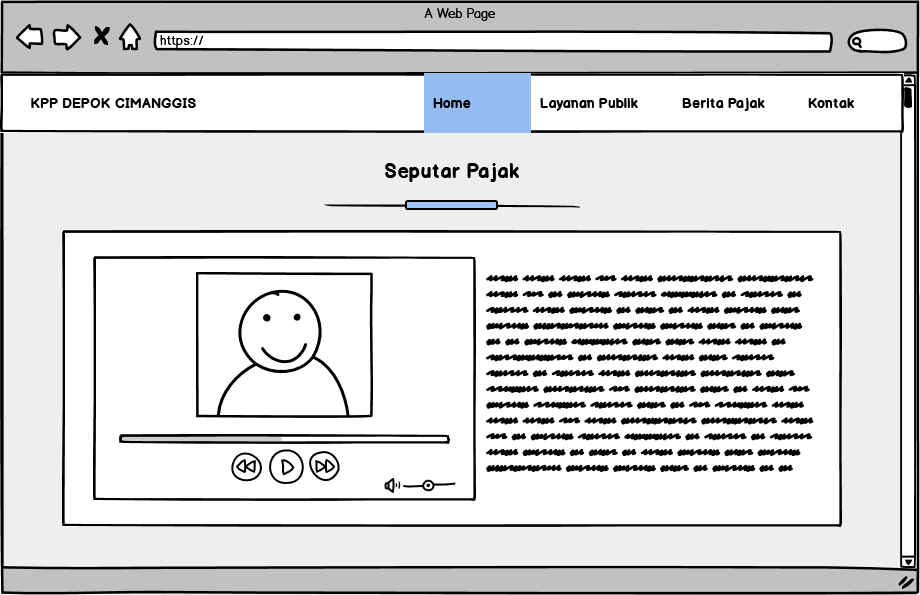 A Web Page
https://
KPP DEPOK CIMANGGIS
Home
Layanan Publik
Berita Pajak
Kontak
Seputar Pajak